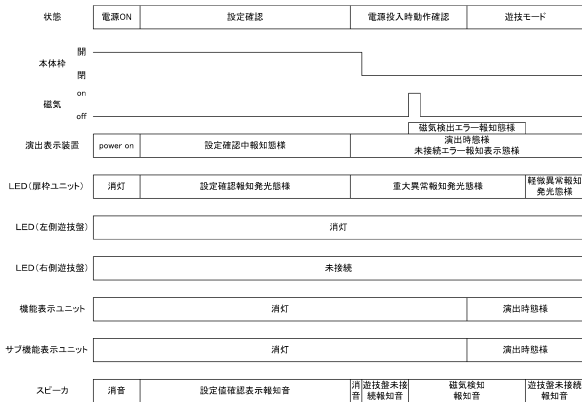 状態 電源ON 設定確認 電源投入時動作確認 遊技モード
開
本体枠
閉
on
磁気
off
磁気検出エラー報知態様
演出表示装置 power on 設定確認中報知態様 演出時態様
未接続エラー報知表示態様
LED(扉枠ユニット) 消灯 設定確認報知発光態様 重大異常報知発光態様 軽微異常報知
発光態様
LED(左側遊技盤) 消灯
LED(右側遊技盤) 未接続
機能表示ユニット 消灯 演出時態様
サブ機能表示ユニット 消灯 演出時態様
スピーカ 消音 設定値確認表示報知音 消音 遊技盤未接続報知音 磁気検知
報知音 遊技盤未接続
報知音